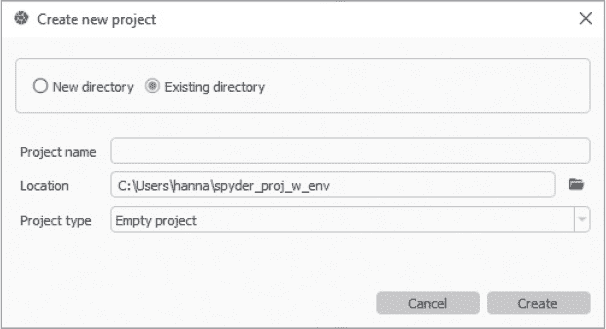 Create new project
New directory Existing directory
Project name
Location C:\Users\hanna\spyder_proj_w_env
Project type Empty project
Cancel Create